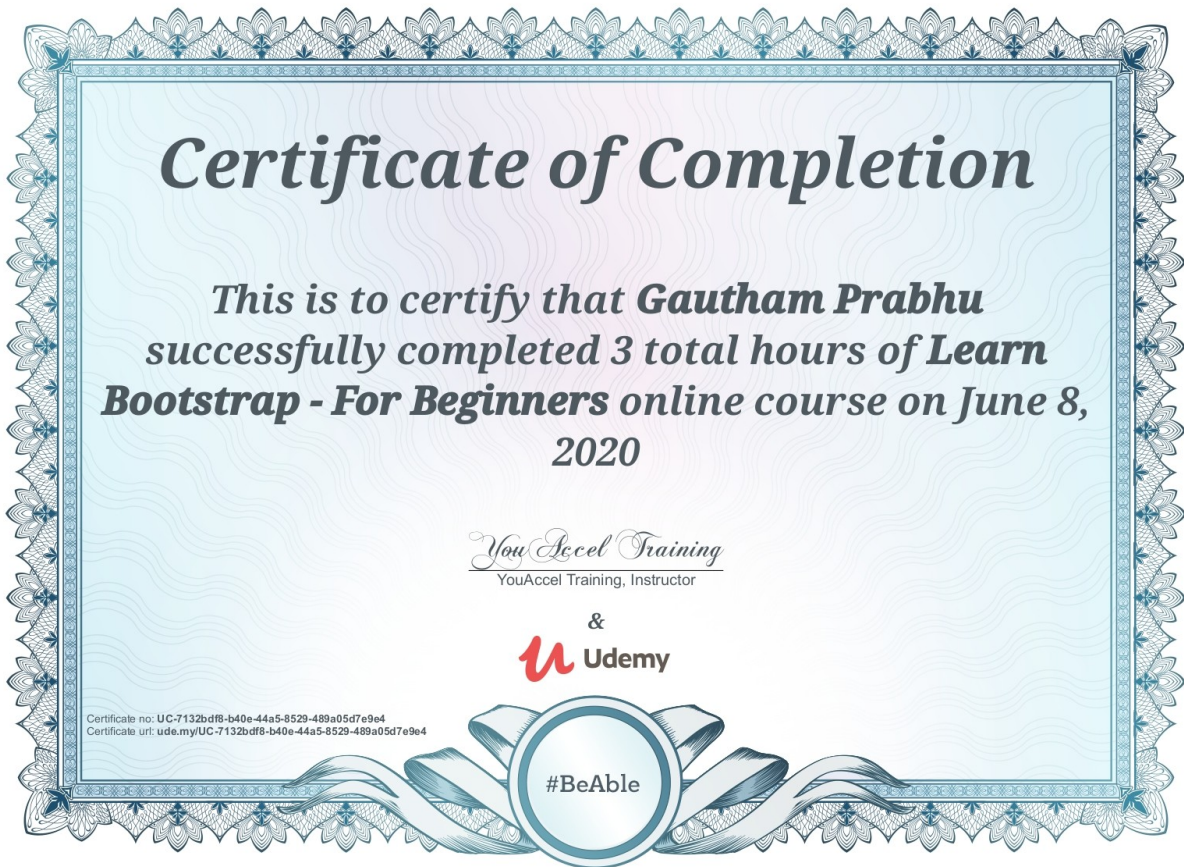 Certificate of Completion
This is to certify that Gautham Prabhu
successfully completed 3 total hours of Learn
Bootstrap - For Beginners online course on June 8,
2020
YouAccel Training
YouAccel Training, Instructor
&
Udemy
Certificate no: UC-7132bdf8-b40e-44a5-8529-489a05d7e9e4
Certificate url: ude.my/UC-7132bdf8-b40e-44a5-8529-489a05d7e9e4
#BeAble